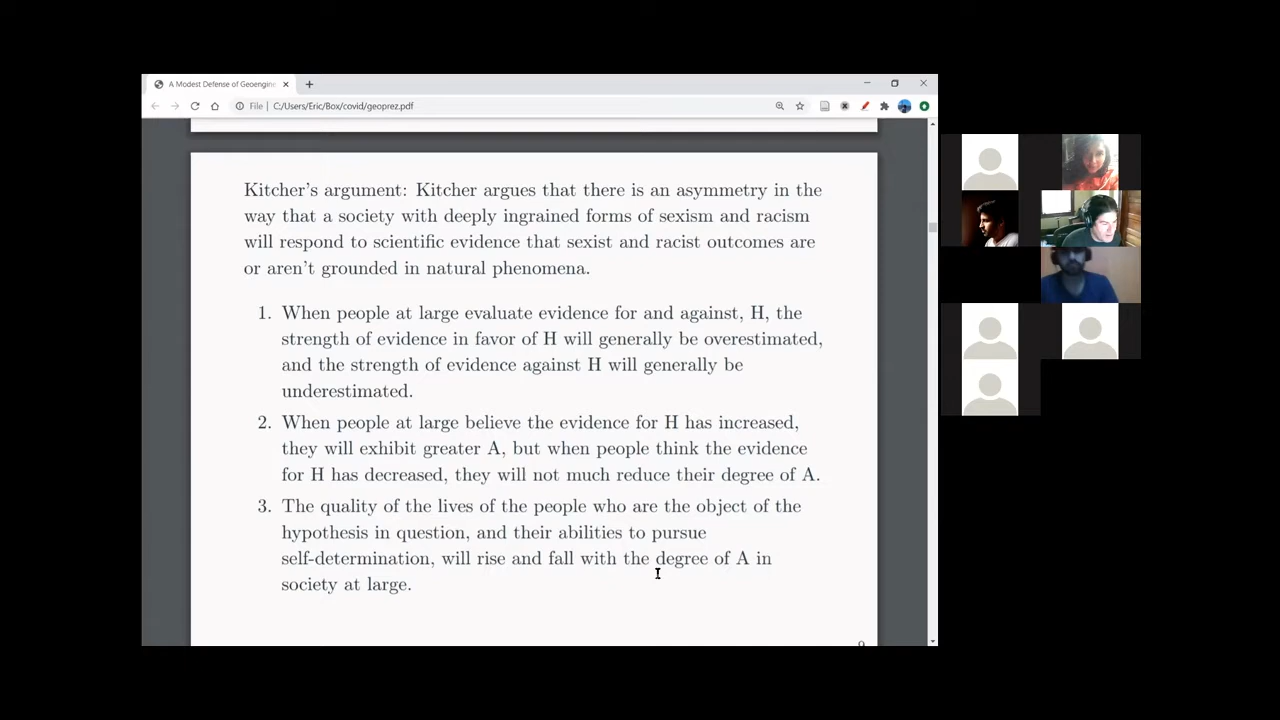 A Modest Defense of Geoengine
File | C:/Users/Eric/Box/covid/geoprez.pdf
Kitcher's argument: Kitcher argues that there is an asymmetry in the
way that a society with deeply ingrained forms of sexism and racism
will respond to scientific evidence that sexist and racist outcomes are
or aren't grounded in natural phenomena.
1. When people at large evaluate evidence for and against, H, the
strength of evidence in favor of H will generally be overestimated,
and the strength of evidence against H will generally be
underestimated.
2. When people at large believe the evidence for H has increased,
they will exhibit greater A, but when people think the evidence
for H has decreased, they will not much reduce their degree of A.
3. The quality of the lives of the people who are the object of the
hypothesis in question, and their abilities to pursue
self-determination, will rise and fall with the degree of A in
society at large.